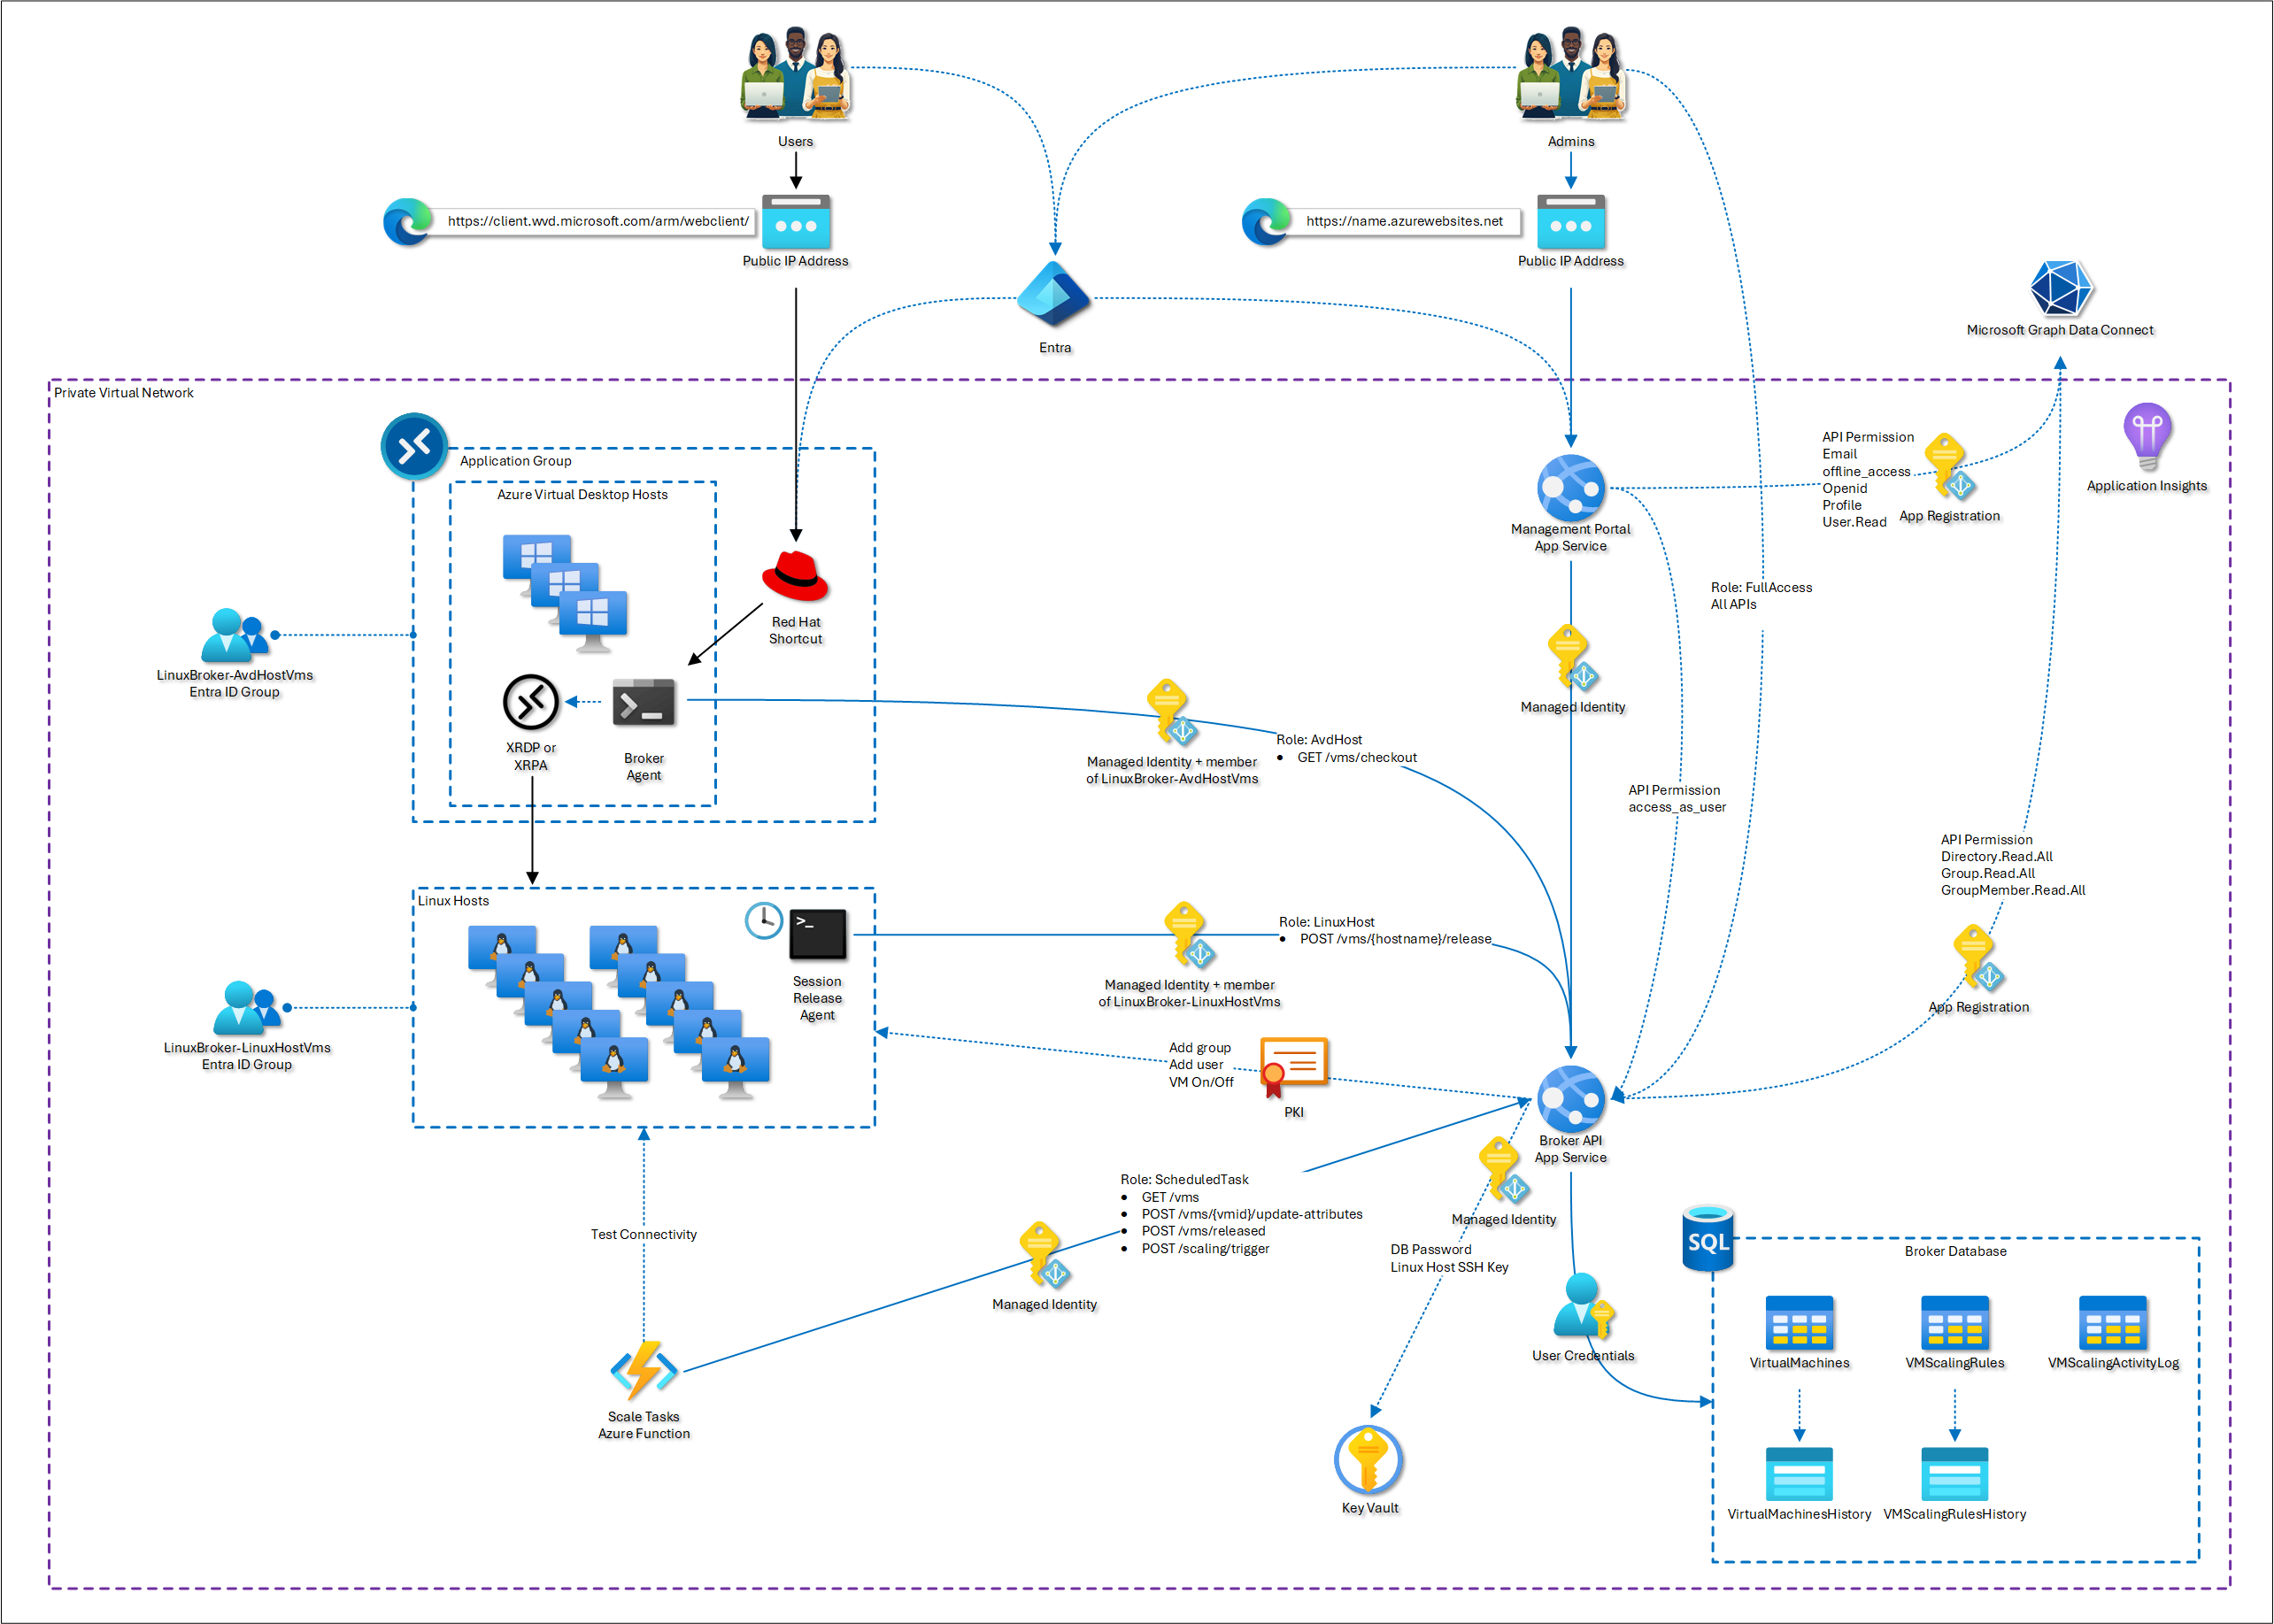 Users
Admins
https://client.wvd.microsoft.com/arm/webclient/
https://name.azurewebsites.net
Public IP Address
Public IP Address
Entra
Microsoft Graph Data Connect
Private Virtual Network
Application Group
Azure Virtual Desktop Hosts
API Permission
Email
offline_access
Openid
Profile
User.Read
App Registration
Application Insights
Management Portal
App Service
Role: FullAccess
All APIs
Red Hat
Shortcut
LinuxBroker-AvdHostVms
Entra ID Group
XRDP or
XRPA
Broker
Agent
Managed Identity
Role: AvdHost
• GET /vms/checkout
Managed Identity + member
of LinuxBroker-AvdHostVms
API Permission
access_as_user
API Permission
Directory.Read.All
Group.Read.All
GroupMember.Read.All
Linux Hosts
Session
Release
Agent
Role: LinuxHost
• POST /vms/{hostname}/release
Managed Identity + member
of LinuxBroker-LinuxHostVms
App Registration
LinuxBroker-LinuxHostVms
Entra ID Group
Add group
Add user
VM On/Off
PKI
Broker API
App Service
Role: ScheduledTask
• GET /vms
• POST /vms/{vmid}/update-attributes
• POST /vms/released
• POST /scaling/trigger
Managed Identity
Test Connectivity
Managed Identity
DB Password
Linux Host SSH Key
SQL
Broker Database
User Credentials
VirtualMachines
VMScalingRules
VMScalingActivityLog
Scale Tasks
Azure Function
Key Vault
VirtualMachinesHistory
VMScalingRulesHistory